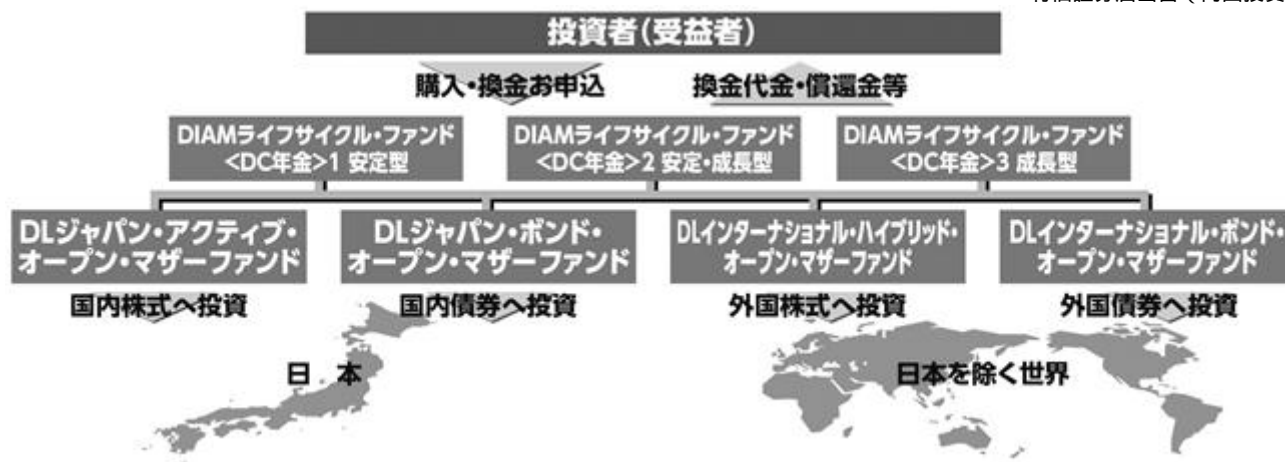 投資者(受益者)
購入・換金お申込
換金代金・償還金等
DIAMライフサイクル・ファンド
<DC年金>1 安定型
DIAMライフサイクル・ファンド
<DC年金>2 安定・成長型
DIAMライフサイクル・ファンド
<DC年金>3 成長型
DLジャパン・アクティブ・
オープン・マザーファンド
DLジャパン・ボンド・
オープン・マザーファンド
DLインターナショナル・ハイブリッド・
オープン・マザーファンド
DLインターナショナル・ボンド・
オープン・マザーファンド
国内株式へ投資
国内債券へ投資
外国株式へ投資
外国債券へ投資
日 本
日本を除く世界